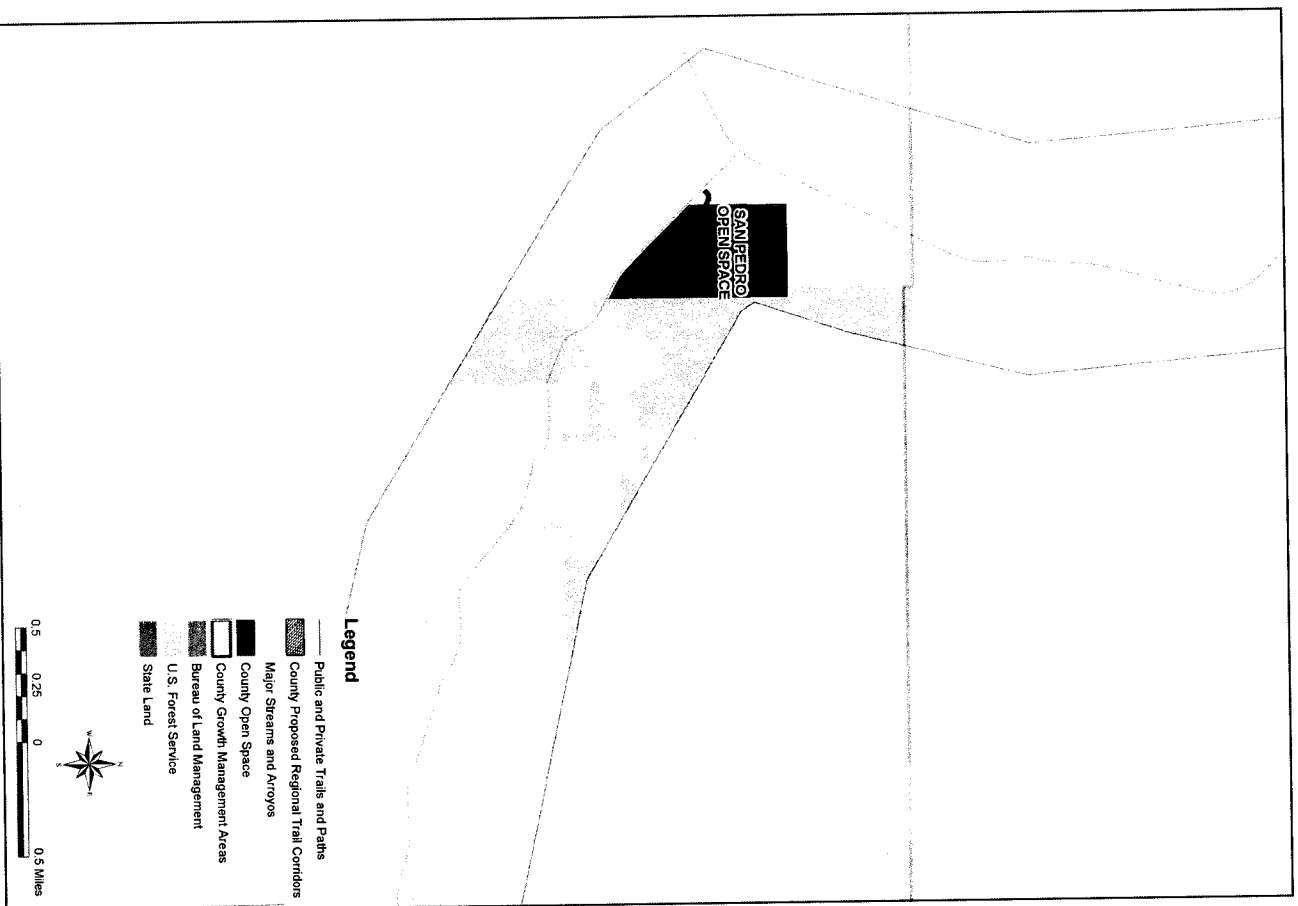 SAN PEDRO
OPEN SPACE
Legend
Public and Private Trails and Paths
County Proposed Regional Trail Corridors
Major Streams and Arroyos
County Open Space
County Growth Management Areas
Bureau of Land Management
U.S. Forest Service
State Land
N
W
E
S
0.5 0.25 0 0.5 Miles